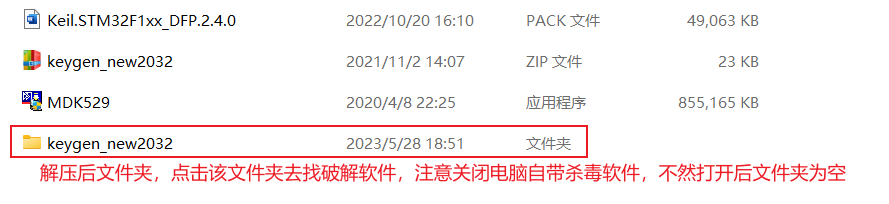 Keil.STM32F1xx_DFP.2.4.0 2022/10/20 16:10 PACK 文件 49,063 KB
keygen_new2032 2021/11/2 14:07 ZIP 文件 23 KB
MDK529 2020/4/8 22:25 应用程序 855,165 KB
keygen_new2032 2023/5/28 18:51 文件夹
解压后文件夹，点击该文件夹去找破解软件，注意关闭电脑自带杀毒软件，不然打开后文件夹为空